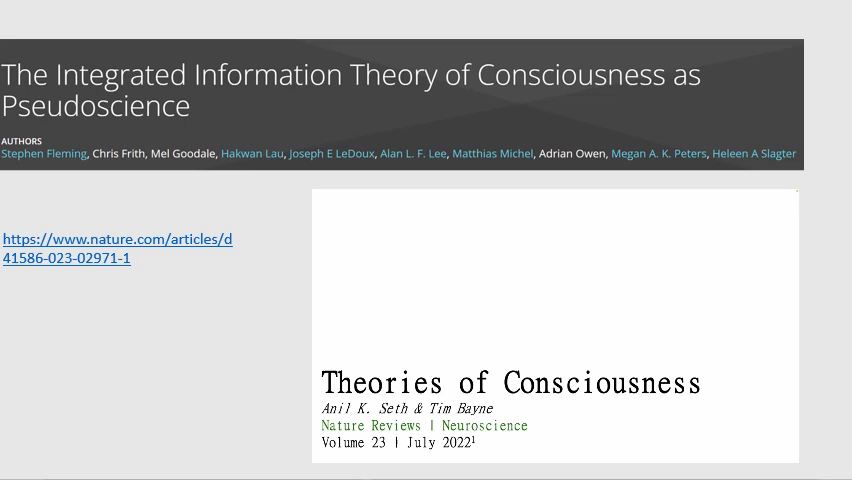 The Integrated Information Theory of Consciousness as
Pseudoscience
AUTHORS
Stephen Fleming, Chris Frith, Mel Goodale, Hakwan Lau, Joseph E LeDoux, Alan L. F. Lee, Matthias Michel, Adrian Owen, Megan A. K. Peters, Heleen A Slagter
https://www.nature.com/articles/d
41586-023-02971-1
Theories of Consciousness
Anil K. Seth & Tim Bayne
Nature Reviews | Neuroscience
Volume 23 | July 2022¹